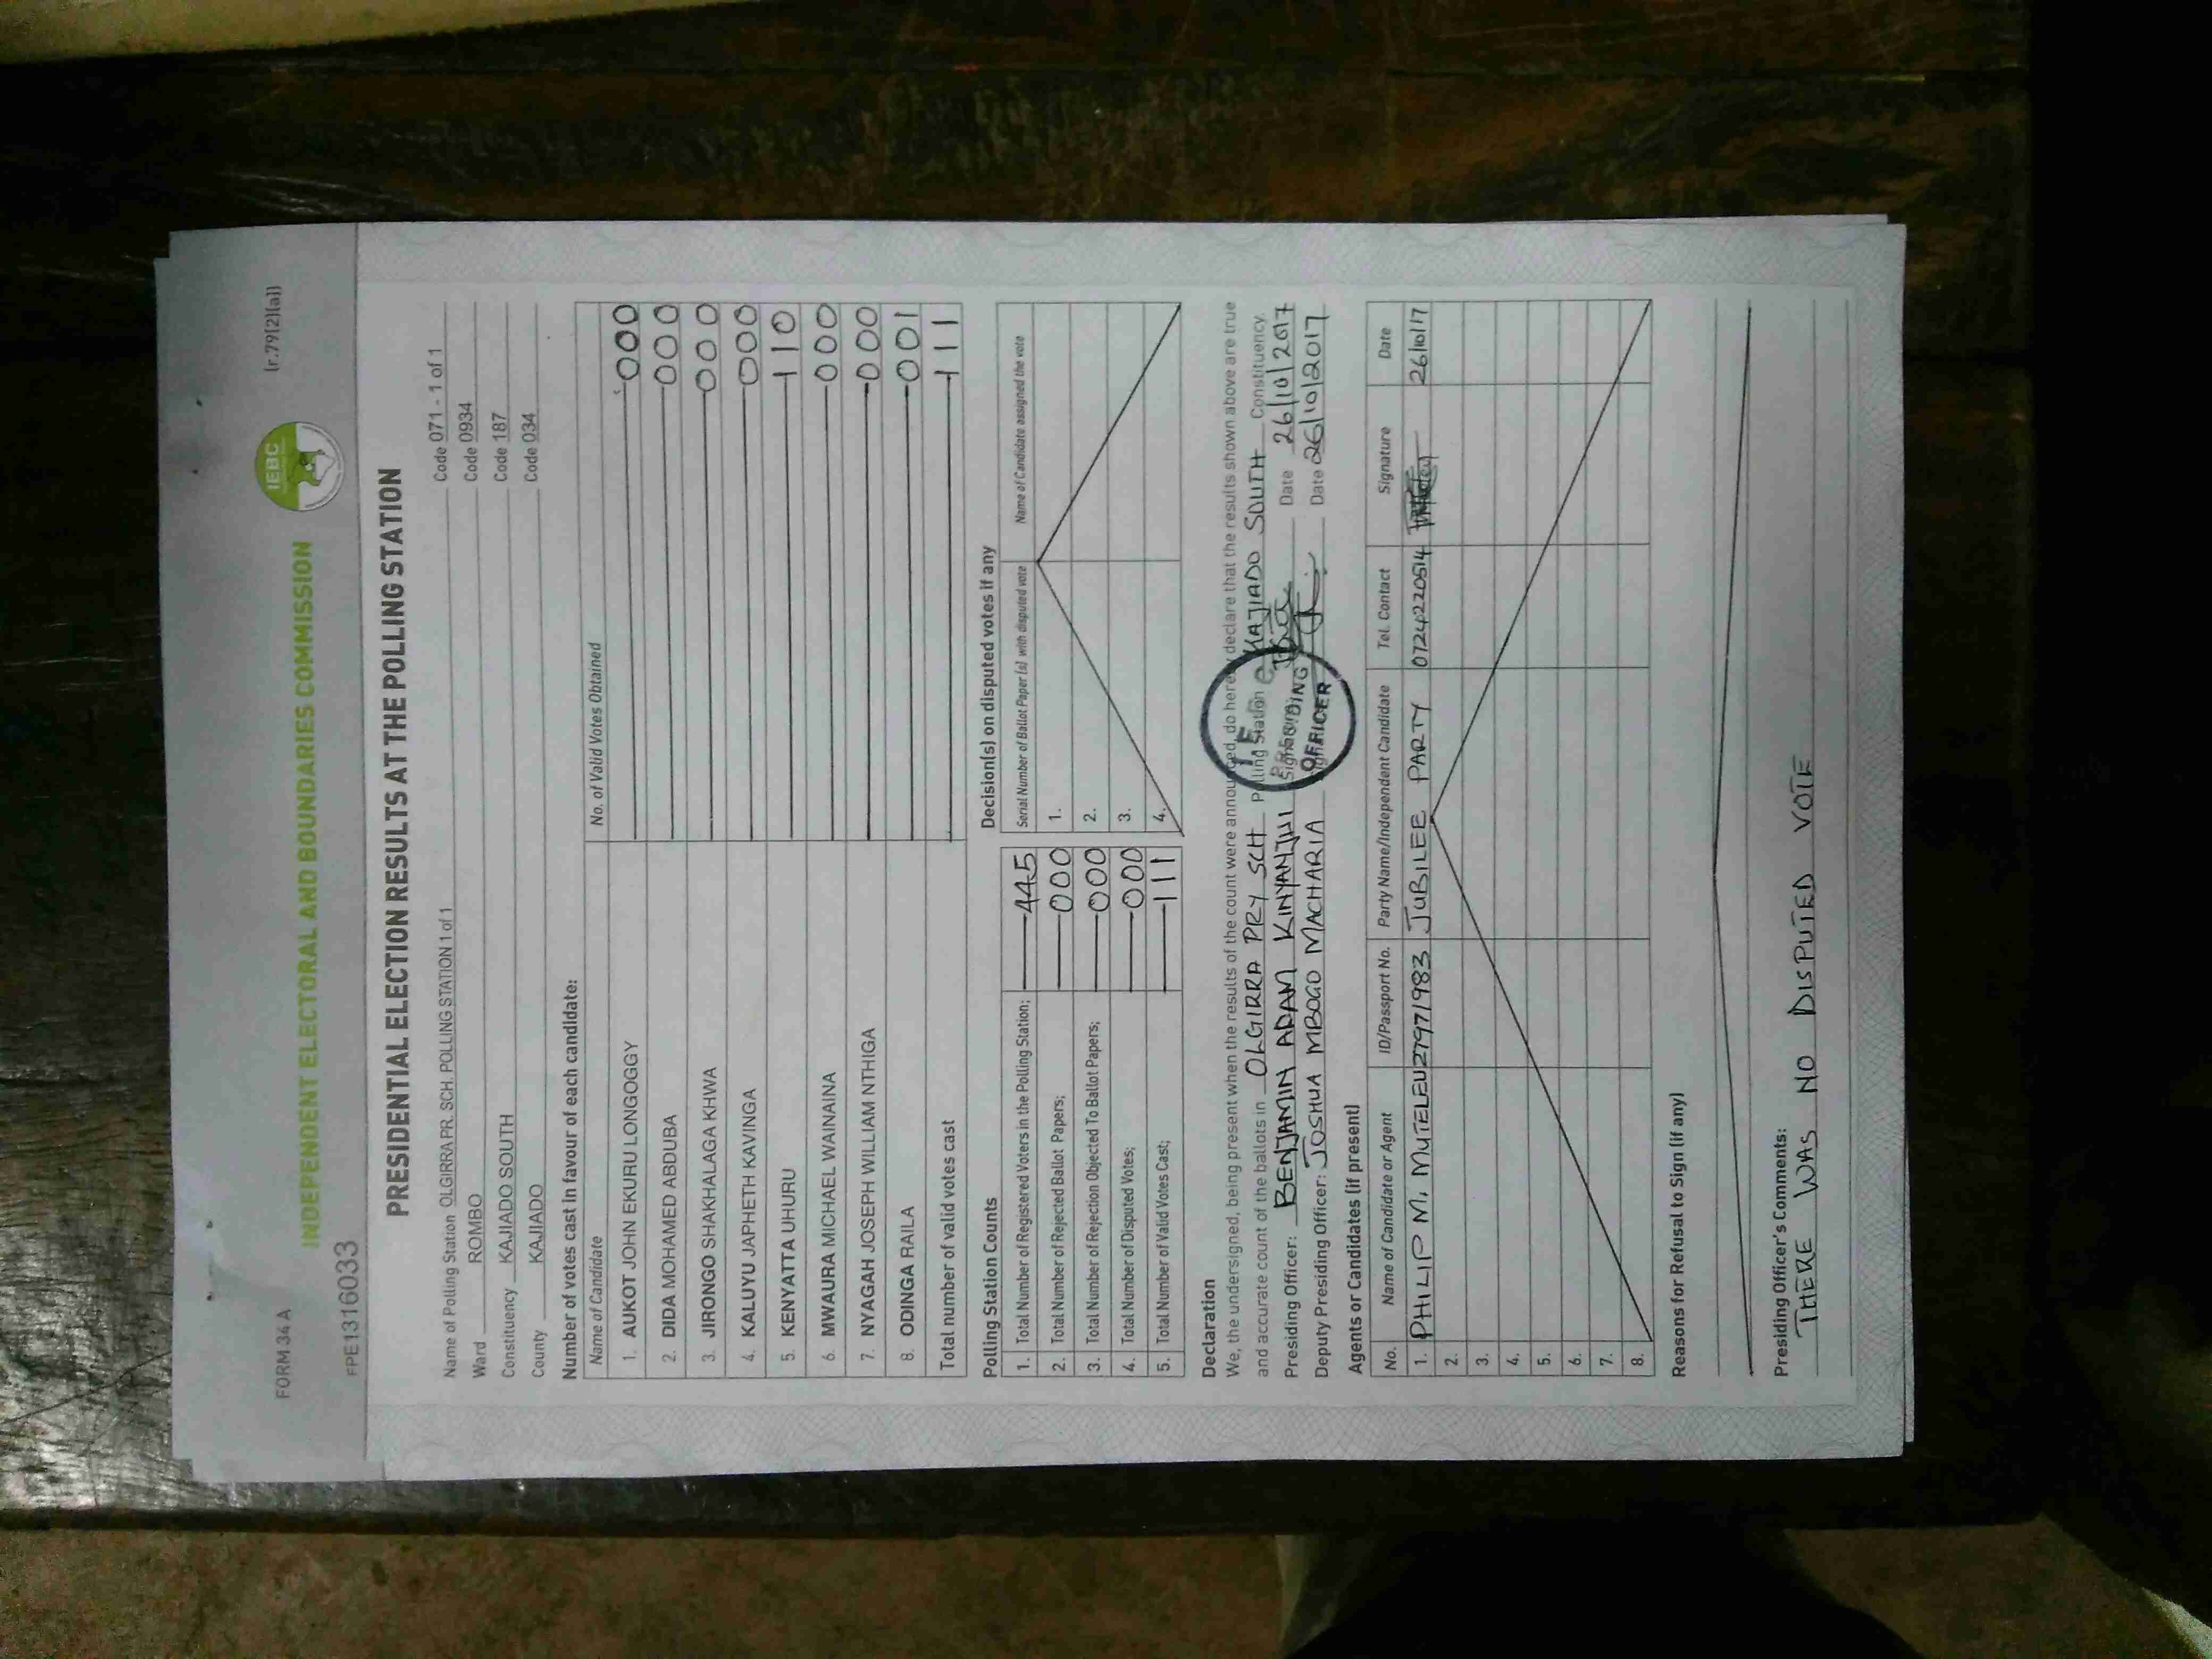 FORM 34 A
(r.79(2)(a))
IEBC
INDEPENDENT ELECTORAL AND BOUNDARIES COMMISSION
FPE1316033
PRESIDENTIAL ELECTION RESULTS AT THE POLLING STATION
Name of Polling Station OLGIRRA PR. SCH. POLLING STATION 1 of 1 Code 071 - 1 of 1
Ward ROMBO Code 0934
Constituency KAJIADO SOUTH Code 187
County KAJIADO Code 034
Number of votes cast in favour of each candidate:
Name of Candidate No. of Valid Votes Obtained
1. AUKOT JOHN EKURU LONGOGGY 000
2. DIDA MOHAMED ABDUBA 000
3. JIRONGO SHAKHALAGA KHWA 000
4. KALUYU JAPHETH KAVINGA 000
5. KENYATTA UHURU 110
6. MWAURA MICHAEL WAINAINA 000
7. NYAGAH JOSEPH WILLIAM NTHIGA 000
8. ODINGA RAILA 001
Total number of valid votes cast 111
Polling Station Counts
1. Total Number of Registered Voters in the Polling Station; 445
2. Total Number of Rejected Ballot Papers; 000
3. Total Number of Rejection Objected To Ballot Papers; 000
4. Total Number of Disputed Votes; 000
5. Total Number of Valid Votes Cast; 111
Decision(s) on disputed votes if any
Serial Number of Ballot Paper (s) with disputed vote Name of Candidate assigned the vote
1.
2.
3.
4.
Declaration
We, the undersigned, being present when the results of the count were announced, do hereby declare that the results shown above are true
and accurate count of the ballots in OLGIRRA PRY SCH Polling Station KAJIADO SOUTH Constituency.
Presiding Officer: BENJAMIN ADAN KINYANJUI Signature Date 26/10/2017
Deputy Presiding Officer: JOSHUA MBOGO MACHARIA Signature Date 26/10/2017
PRESIDING
OFFICER
Agents or Candidates (if present)
No. Name of Candidate or Agent ID/Passport No. Party Name/Independent Candidate Tel. Contact Signature Date
1. PHILIP M. MUTELEU 27971983 JUBILEE PARTY 0724220514 26/10/17
2.
3.
4.
5.
6.
7.
8.
Reasons for Refusal to Sign (if any)
Presiding Officer's Comments:
THERE WAS NO DISPUTED VOTE